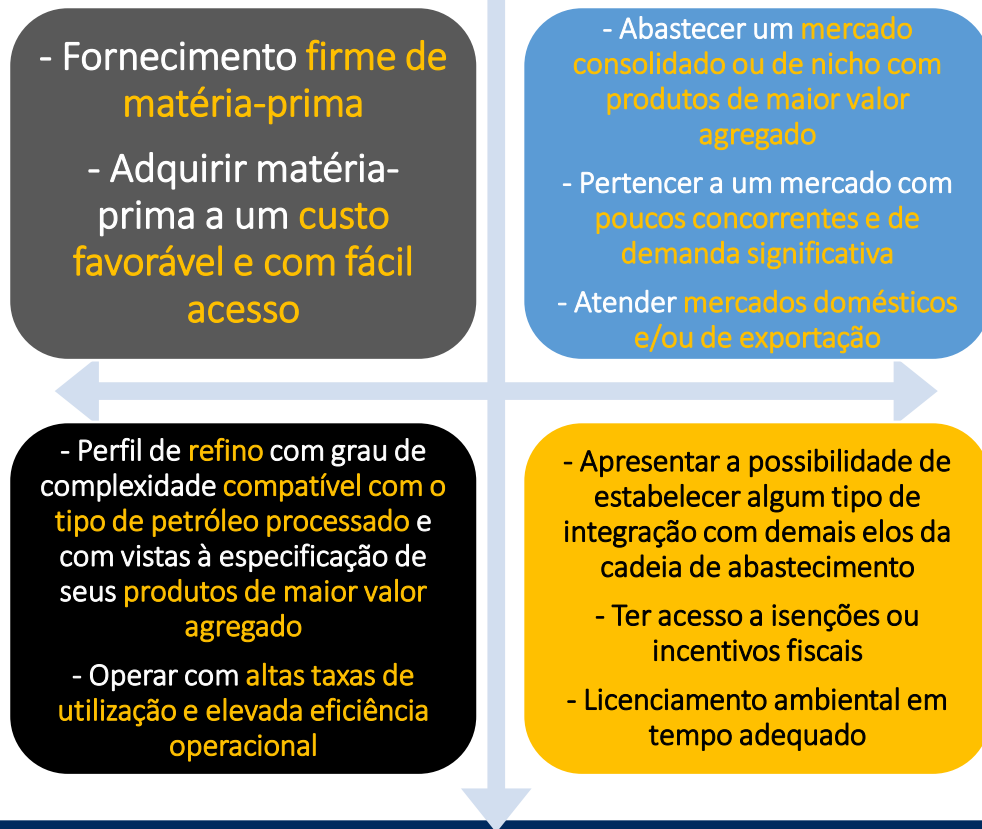 - Fornecimento firme de
matéria-prima
- Adquirir matéria-
prima a um custo
favorável e com fácil
acesso
- Abastecer um mercado
consolidado ou de nicho com
produtos de maior valor
agregado
- Pertencer a um mercado com
poucos concorrentes e de
demanda significativa
- Atender mercados domésticos
e/ou de exportação
- Perfil de refino com grau de
complexidade compatível com o
tipo de petróleo processado e
com vistas à especificação de
seus produtos de maior valor
agregado
- Operar com altas taxas de
utilização e elevada eficiência
operacional
- Apresentar a possibilidade de
estabelecer algum tipo de
integração com demais elos da
cadeia de abastecimento
- Ter acesso a isenções ou
incentivos fiscais
- Licenciamento ambiental em
tempo adequado